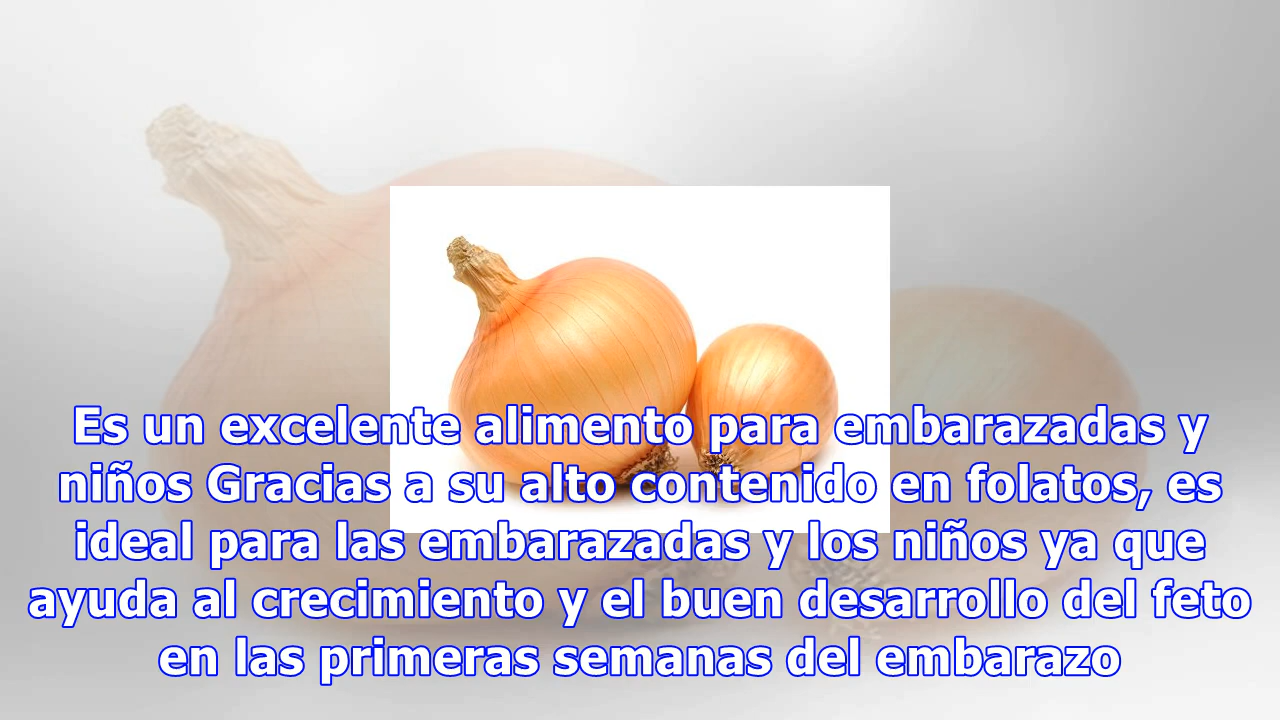 Es un excelente alimento para embarazadas y
niños Gracias a su alto contenido en folatos, es
ideal para las embarazadas y los niños ya que
ayuda al crecimiento y el buen desarrollo del feto
en las primeras semanas del embarazo